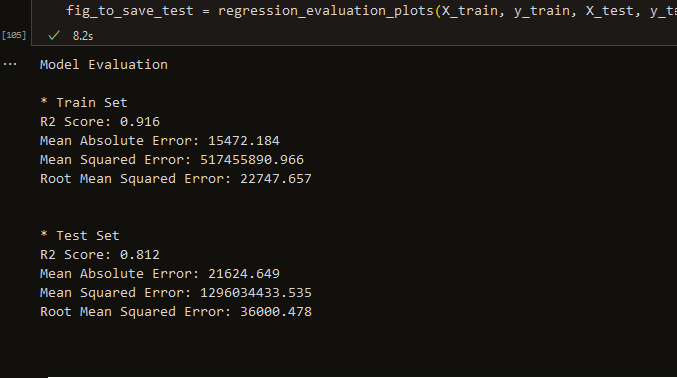 fig_to_save_test = regression_evaluation_plots(X_train, y_train, X_test, y_te
[105] ✓ 8.2s
... Model Evaluation
* Train Set
R2 Score: 0.916
Mean Absolute Error: 15472.184
Mean Squared Error: 517455890.966
Root Mean Squared Error: 22747.657
* Test Set
R2 Score: 0.812
Mean Absolute Error: 21624.649
Mean Squared Error: 1296034433.535
Root Mean Squared Error: 36000.478